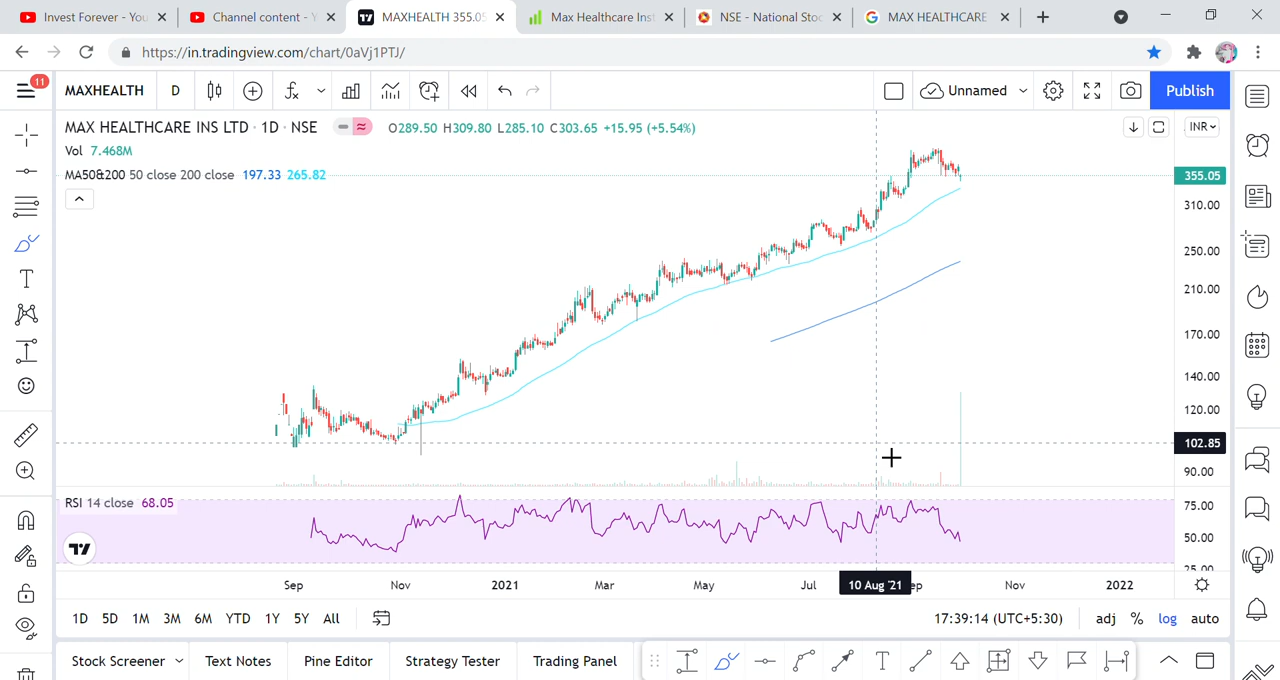 Invest Forever - You
Channel content - Y
MAXHEALTH 355.05
Max Healthcare Inst
NSE - National Stoc
MAX HEALTHCARE
https://in.tradingview.com/chart/0aVj1PTJ/
11
MAXHEALTH D
Unnamed
Publish
MAX HEALTHCARE INS LTD · 1D · NSE
O289.50 H309.80 L285.10 C303.65 +15.95 (+5.54%)
INR
Vol 7.468M
MA50&200 50 close 200 close 197.33 265.82
355.05
310.00
250.00
210.00
170.00
140.00
120.00
102.85
90.00
RSI 14 close 68.05
75.00
50.00
25.00
Sep Nov 2021 Mar May Jul 10 Aug '21 ep Nov 2022
1D 5D 1M 3M 6M YTD 1Y 5Y All
17:39:14 (UTC+5:30) adj % log auto
Stock Screener Text Notes Pine Editor Strategy Tester Trading Panel